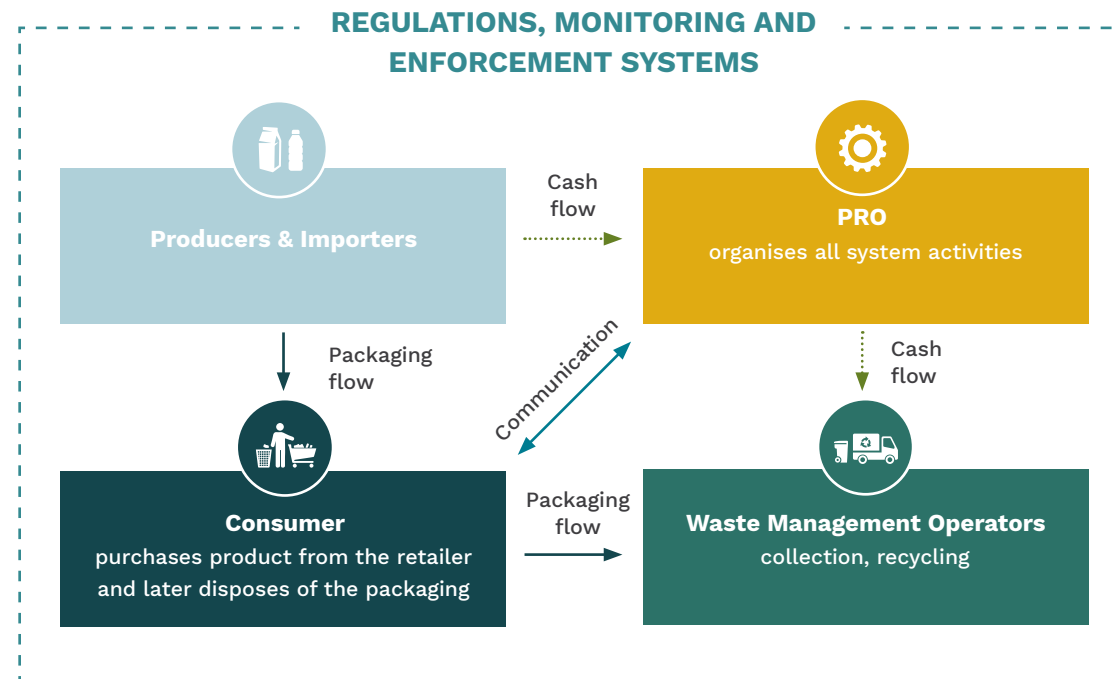 REGULATIONS, MONITORING AND
ENFORCEMENT SYSTEMS
Producers & Importers
Cash
flow
PRO
organises all system activities
Packaging
flow
Communication
Cash
flow
Consumer
purchases product from the retailer
and later disposes of the packaging
Packaging
flow
Waste Management Operators
collection, recycling